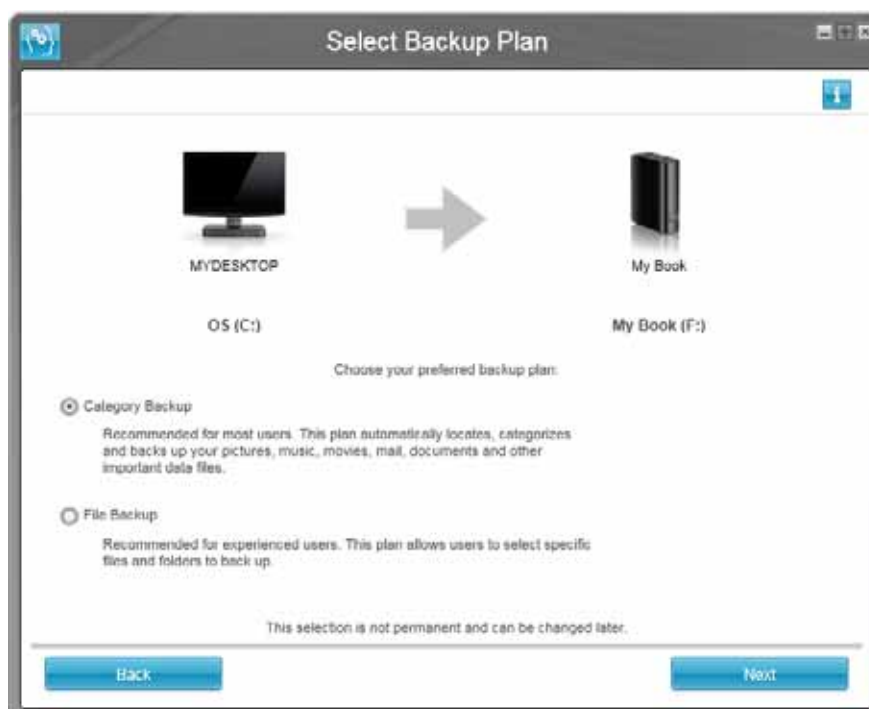 Select Backup Plan
MYDESKTOP
My Book
OS (C:)
My Book (F:)
Choose your preferred backup plan:
Category Backup
Recommended for most users. This plan automatically locates, categorizes
and backs up your pictures, music, movies, mail, documents and other
important data files.
File Backup
Recommended for experienced users. This plan allows users to select specific
files and folders to back up.
This selection is not permanent and can be changed later.
Back
Next